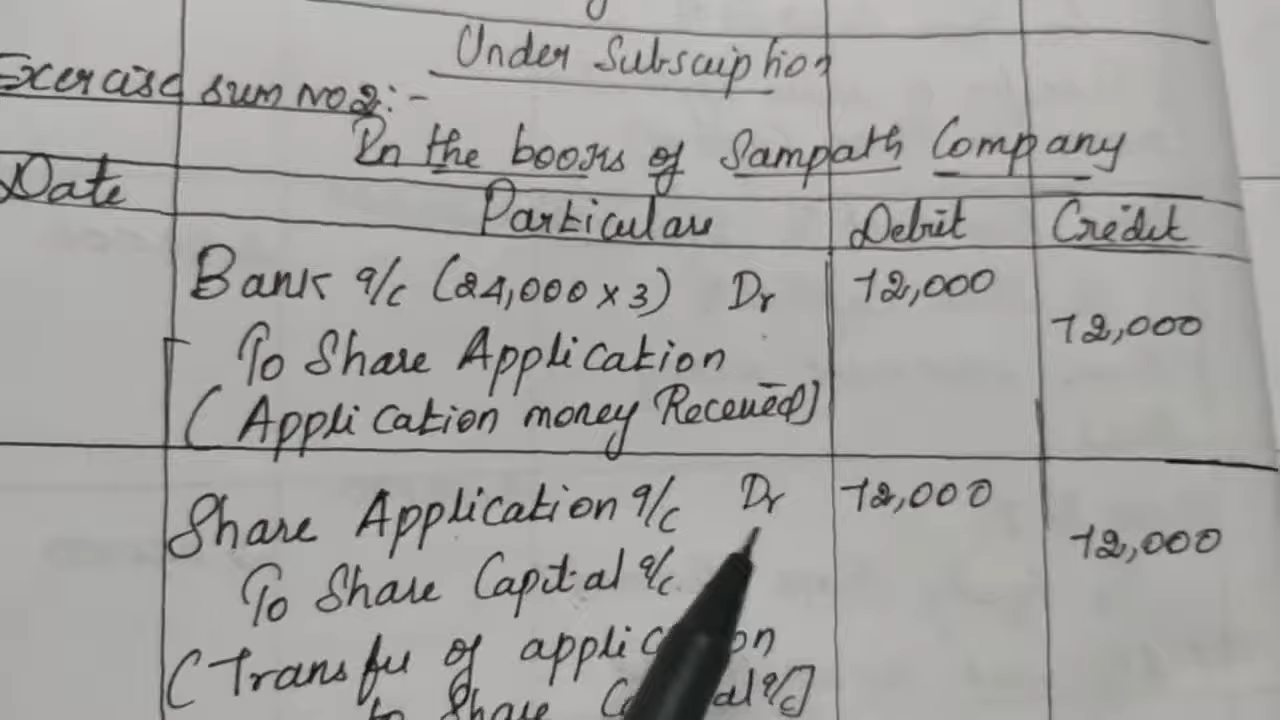 Under Subscription
Exercise sum no 2:-
In the books of Sampath Company
Date Particulars Debit Credit
Bank a/c (24,000 x 3) Dr 72,000
72,000
To Share Application
( Application money Received)
Share Application a/c Dr 72,000
72,000
To Share Capital a/c
(Transfer of application
to Share a/c)